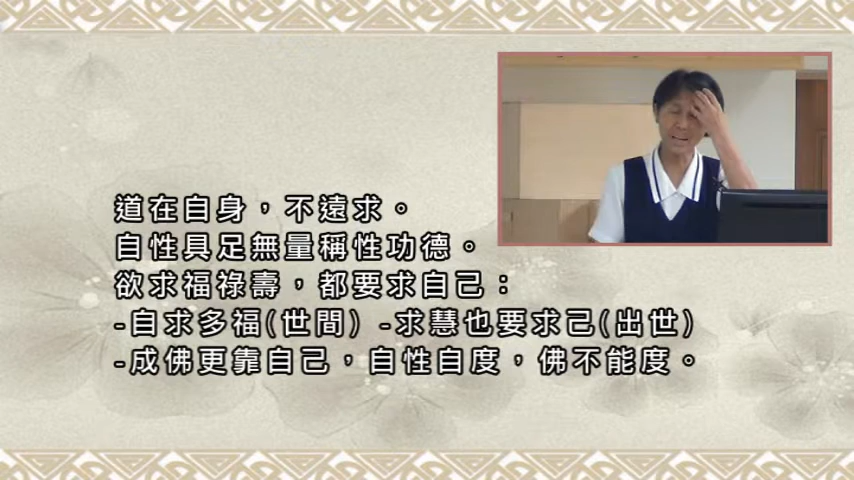 道在自身，不遠求。
自性具足無量稱性功德。
欲求福祿壽，都要求自己：
-自求多福(世間) -求慧也要求己(出世)
-成佛更靠自己，自性自度，佛不能度。